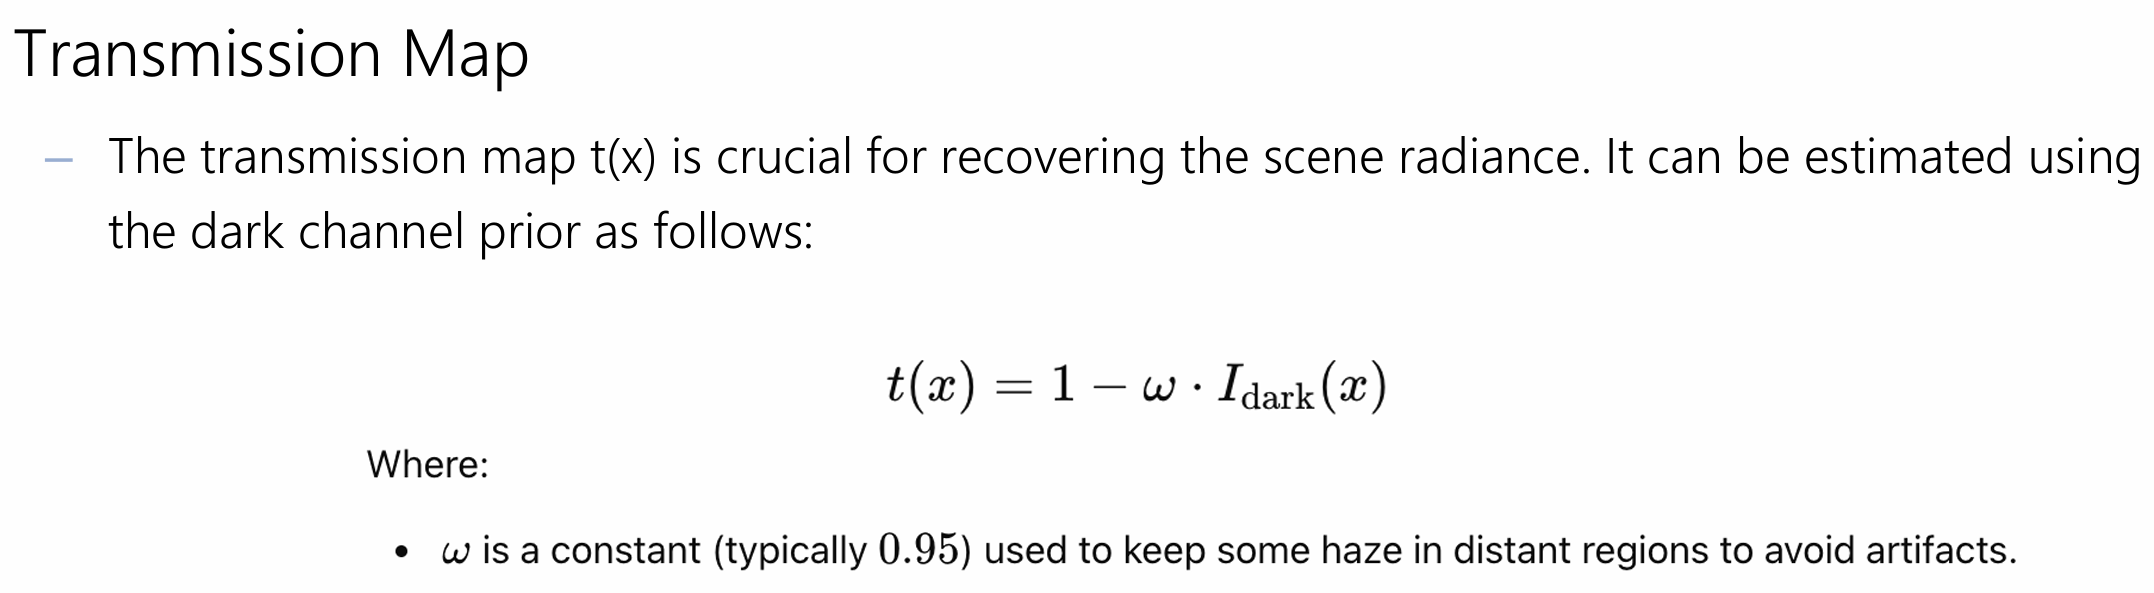 Transmission Map
– The transmission map t(x) is crucial for recovering the scene radiance. It can be estimated using
the dark channel prior as follows:
t(x) = 1 − ω · I_dark(x)
Where:
• ω is a constant (typically 0.95) used to keep some haze in distant regions to avoid artifacts.